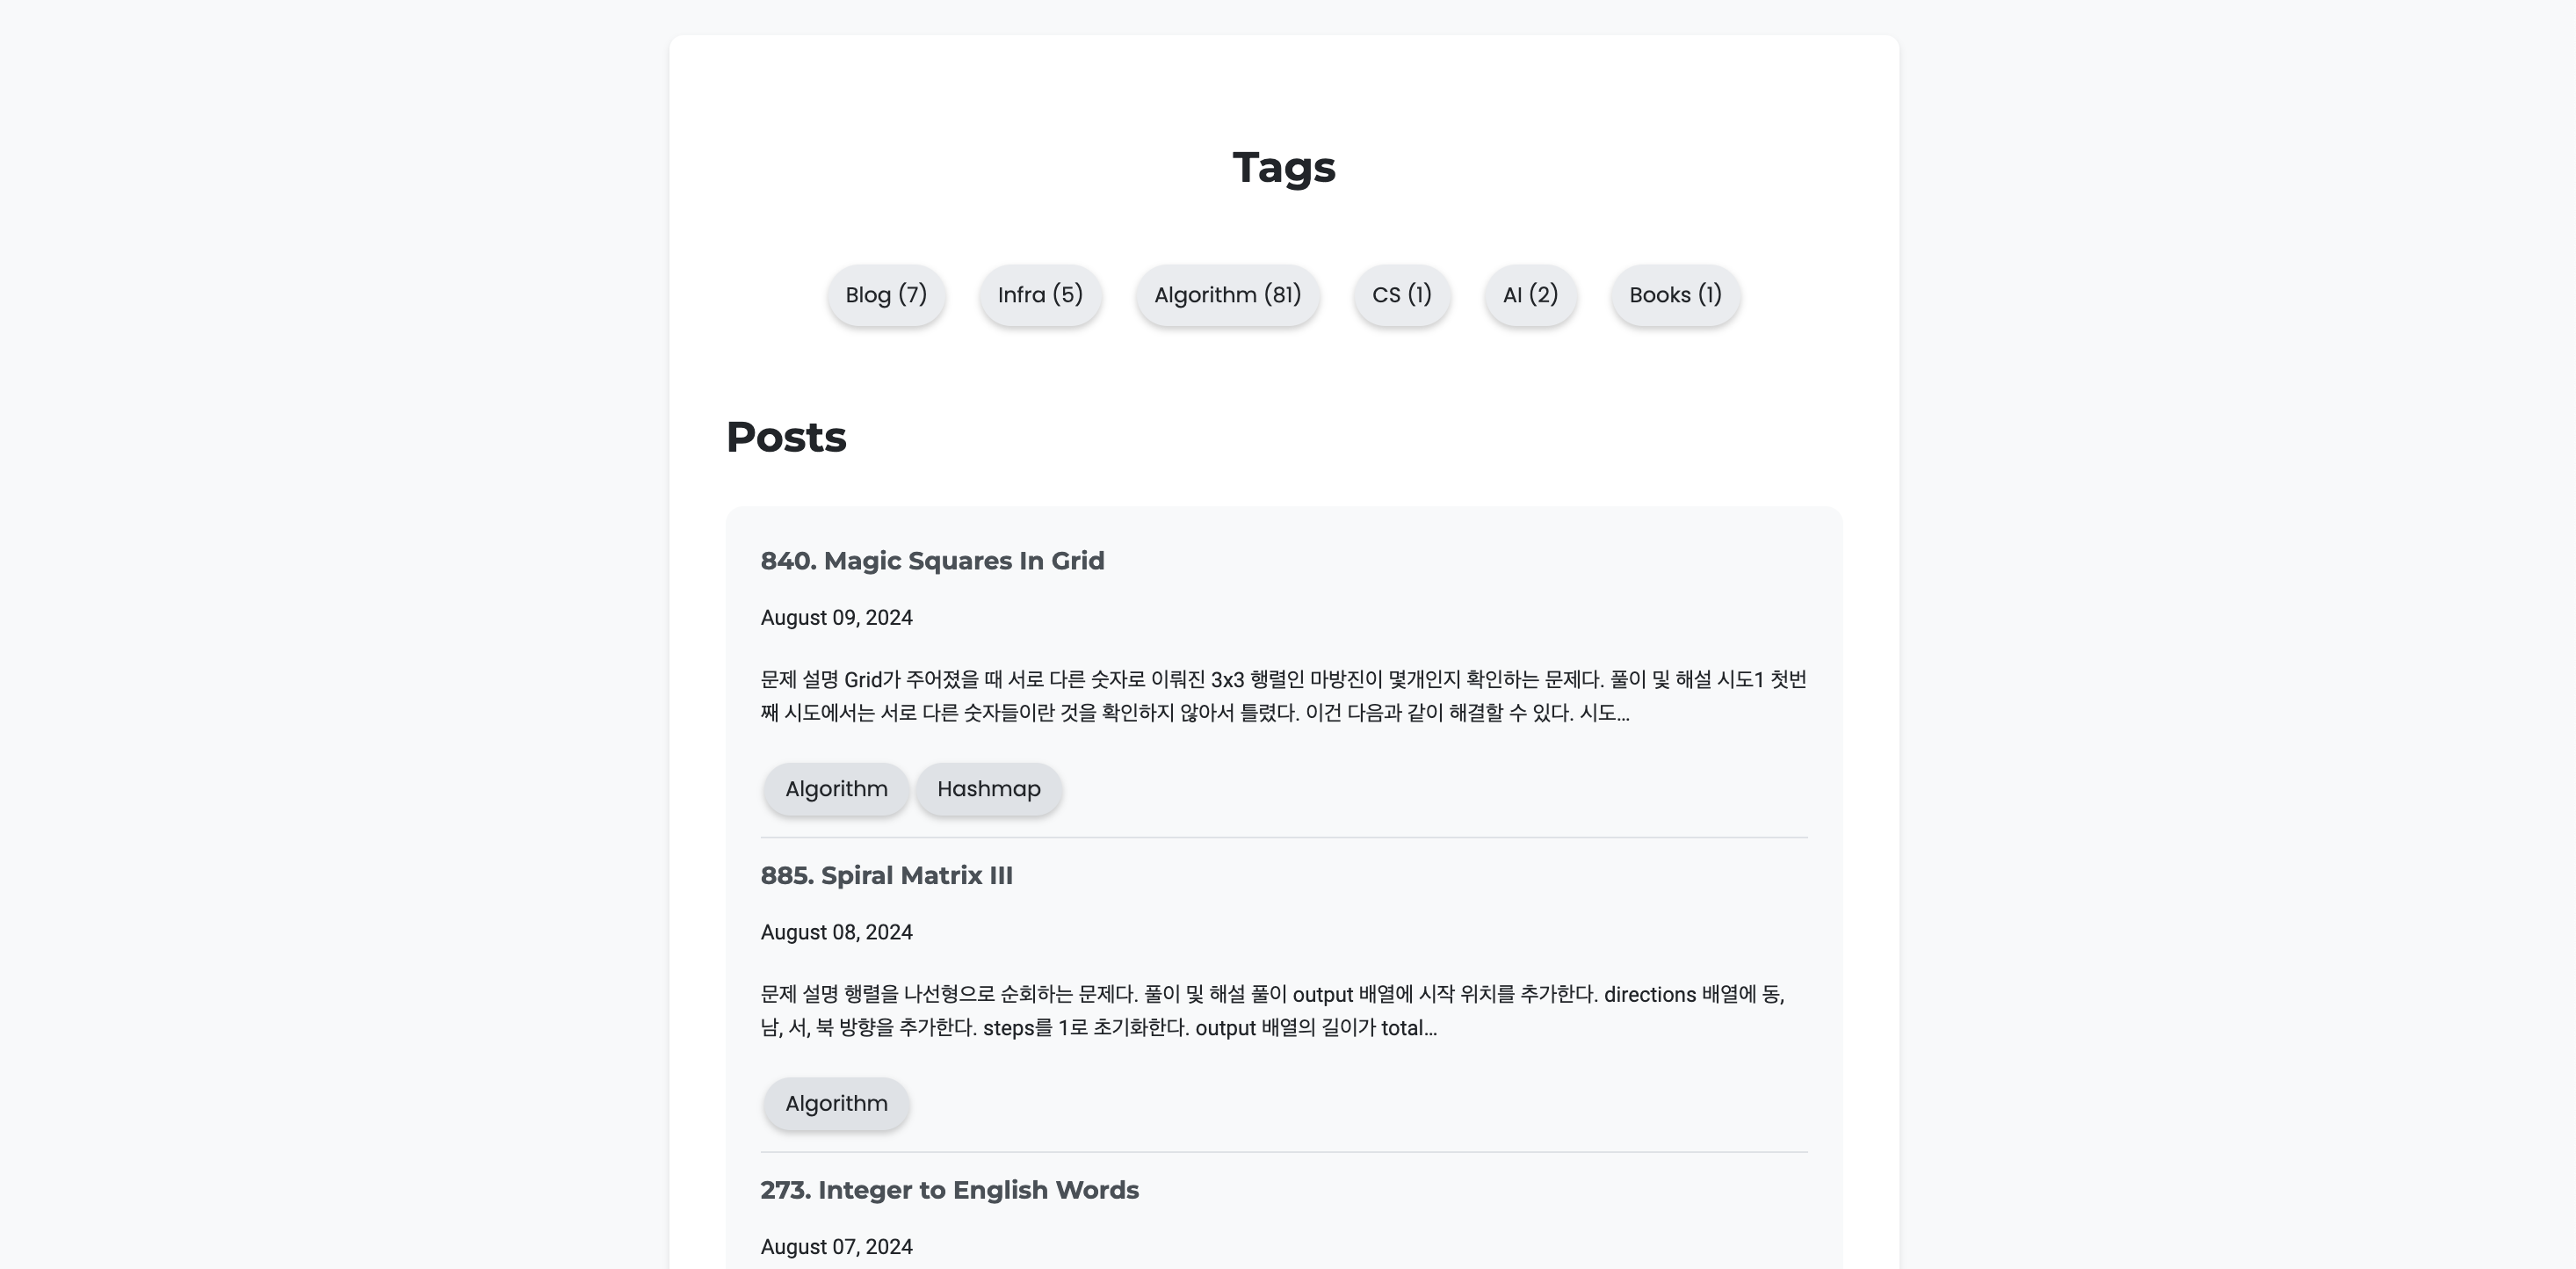 Tags
Blog (7) Infra (5) Algorithm (81) CS (1) AI (2) Books (1)
Posts
840. Magic Squares In Grid
August 09, 2024
문제 설명 Grid가 주어졌을 때 서로 다른 숫자로 이뤄진 3x3 행렬인 마방진이 몇개인지 확인하는 문제다. 풀이 및 해설 시도1 첫번
째 시도에서는 서로 다른 숫자들이란 것을 확인하지 않아서 틀렸다. 이건 다음과 같이 해결할 수 있다. 시도...
Algorithm Hashmap
885. Spiral Matrix III
August 08, 2024
문제 설명 행렬을 나선형으로 순회하는 문제다. 풀이 및 해설 풀이 output 배열에 시작 위치를 추가한다. directions 배열에 동,
남, 서, 북 방향을 추가한다. steps를 1로 초기화한다. output 배열의 길이가 total...
Algorithm
273. Integer to English Words
August 07, 2024